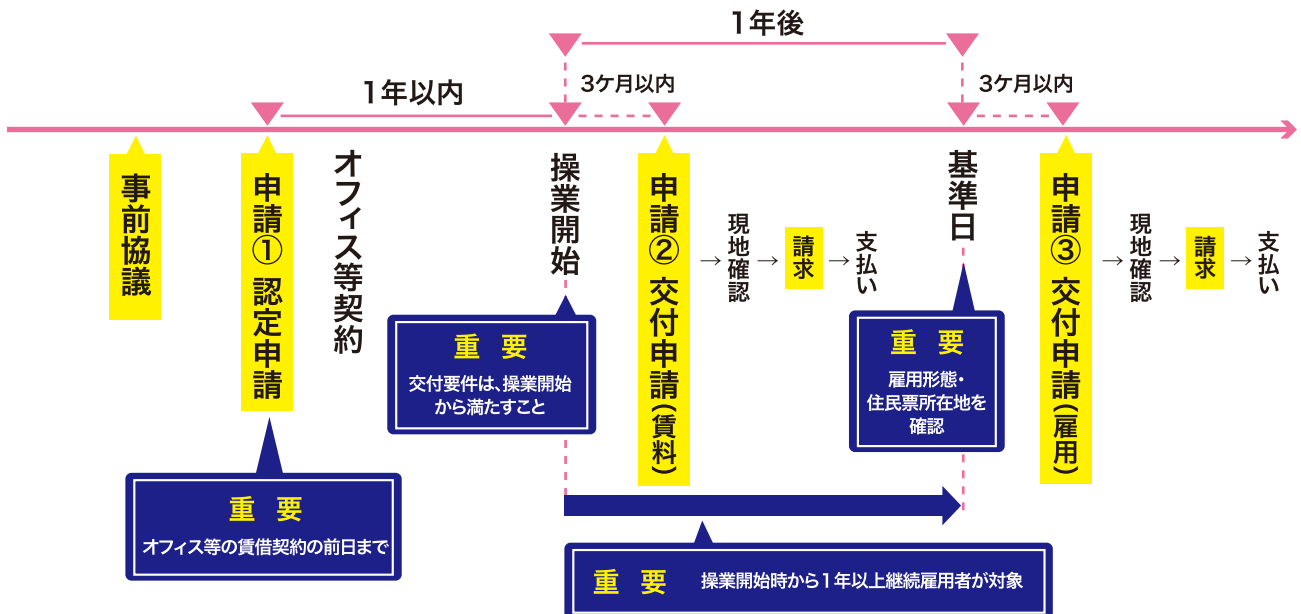 1年後
1年以内
3ケ月以内
3ケ月以内
事前協議
申請① 認定申請
オフィス等契約
操業開始
申請② 交付申請(賃料)
→現地確認→請求→支払い
基準日
申請③ 交付申請(雇用)
→現地確認→請求→支払い
重 要
交付要件は、操業開始
から満たすこと
重 要
雇用形態・
住民票所在地を
確認
重 要
オフィス等の賃借契約の前日まで
重 要 操業開始時から1年以上継続雇用者が対象